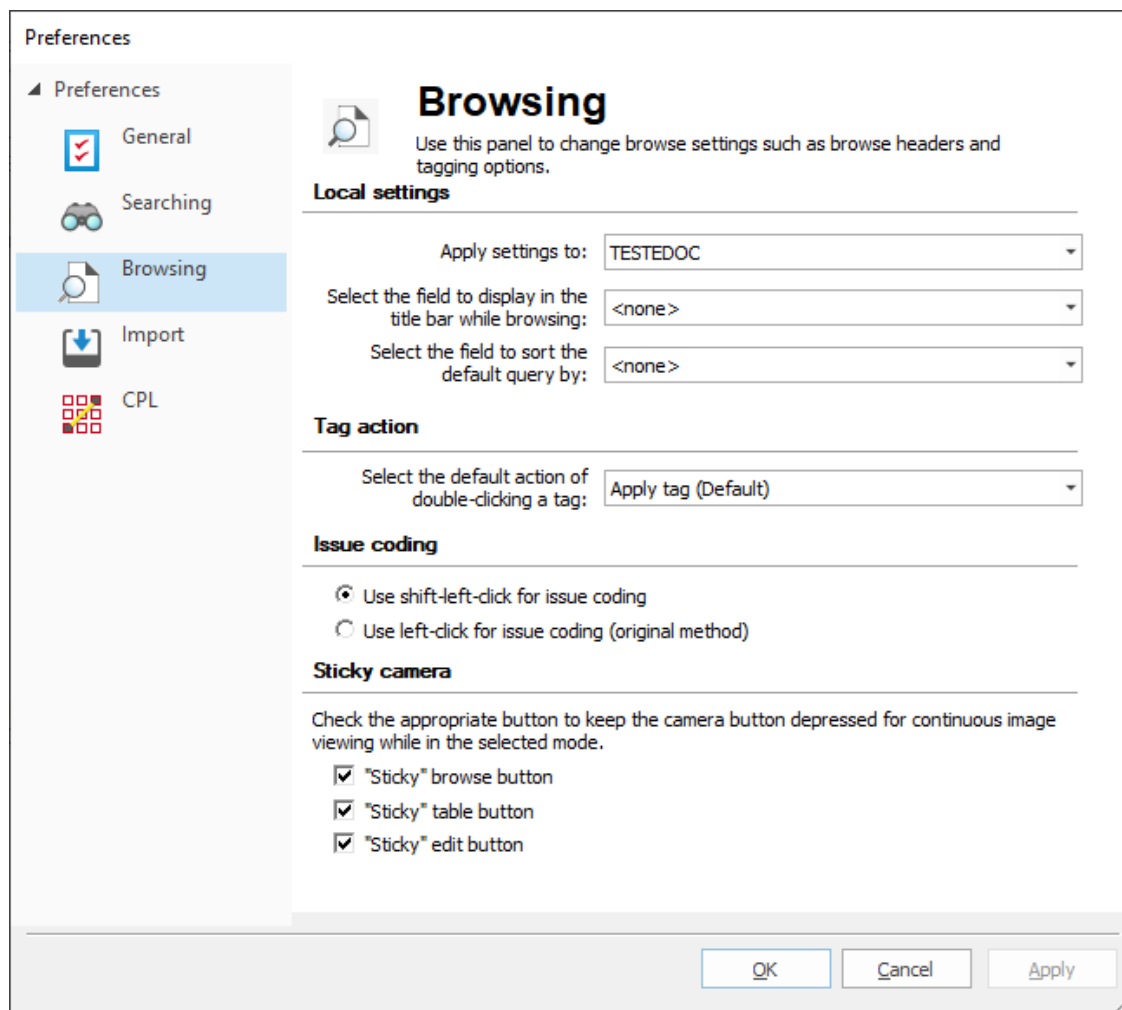 Preferences
Preferences
General
Searching
Browsing
Import
CPL
Browsing
Use this panel to change browse settings such as browse headers and
tagging options.
Local settings
Apply settings to: TESTEDOC
Select the field to display in the
title bar while browsing: <none>
Select the field to sort the
default query by: <none>
Tag action
Select the default action of
double-clicking a tag: Apply tag (Default)
Issue coding
Use shift-left-click for issue coding
Use left-click for issue coding (original method)
Sticky camera
Check the appropriate button to keep the camera button depressed for continuous image
viewing while in the selected mode.
"Sticky" browse button
"Sticky" table button
"Sticky" edit button
OK Cancel Apply